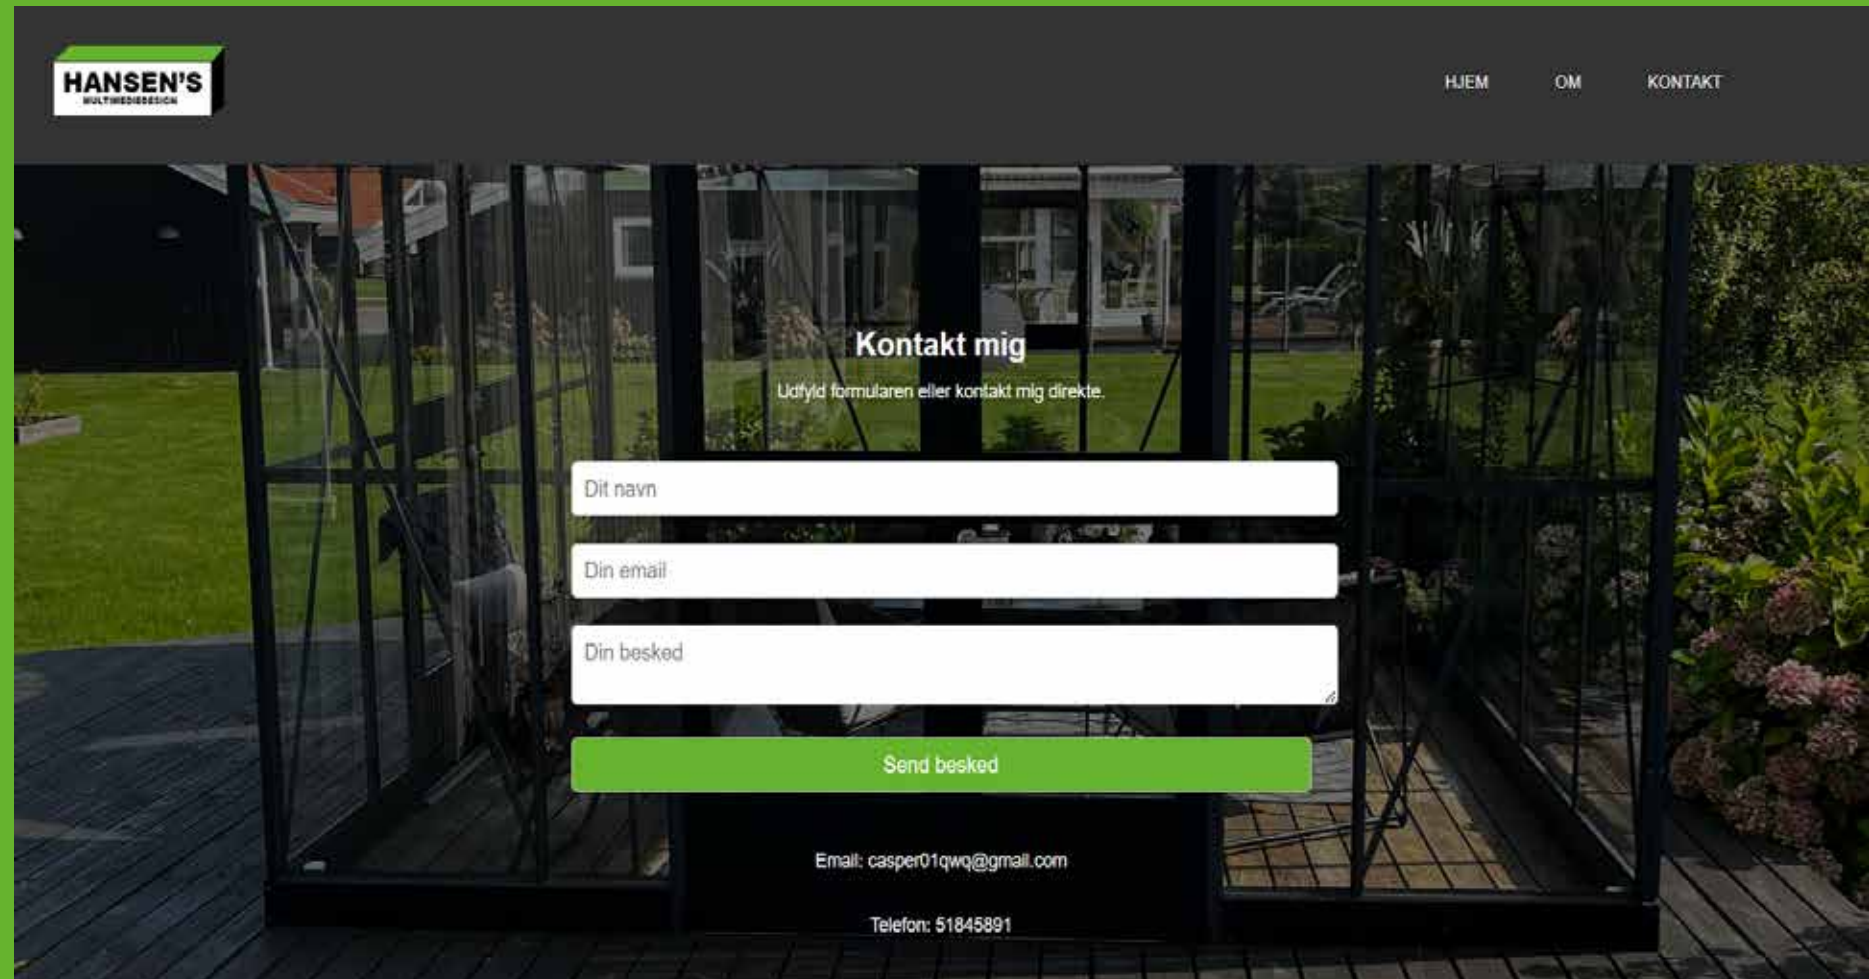 HANSEN'S
MULTIMEDIEDESIGN
HJEM OM KONTAKT
Kontakt mig
Udfyld formularen eller kontakt mig direkte.
Dit navn
Din email
Din besked
Send besked
Email: casper01qwq@gmail.com
Telefon: 51845891